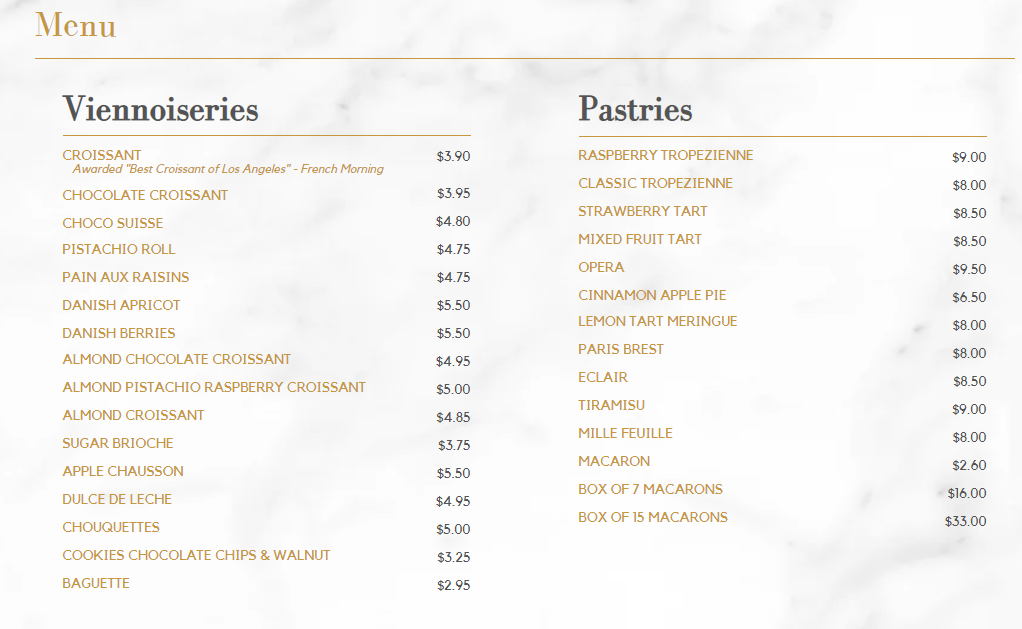 Menu
Viennoiseries
CROISSANT $3.90
Awarded "Best Croissant of Los Angeles" - French Morning
CHOCOLATE CROISSANT $3.95
CHOCO SUISSE $4.80
PISTACHIO ROLL $4.75
PAIN AUX RAISINS $4.75
DANISH APRICOT $5.50
DANISH BERRIES $5.50
ALMOND CHOCOLATE CROISSANT $4.95
ALMOND PISTACHIO RASPBERRY CROISSANT $5.00
ALMOND CROISSANT $4.85
SUGAR BRIOCHE $3.75
APPLE CHAUSSON $5.50
DULCE DE LECHE $4.95
CHOUQUETTES $5.00
COOKIES CHOCOLATE CHIPS & WALNUT $3.25
BAGUETTE $2.95
Pastries
RASPBERRY TROPEZIENNE $9.00
CLASSIC TROPEZIENNE $8.00
STRAWBERRY TART $8.50
MIXED FRUIT TART $8.50
OPERA $9.50
CINNAMON APPLE PIE $6.50
LEMON TART MERINGUE $8.00
PARIS BREST $8.00
ECLAIR $8.50
TIRAMISU $9.00
MILLE FEUILLE $8.00
MACARON $2.60
BOX OF 7 MACARONS $16.00
BOX OF 15 MACARONS $33.00